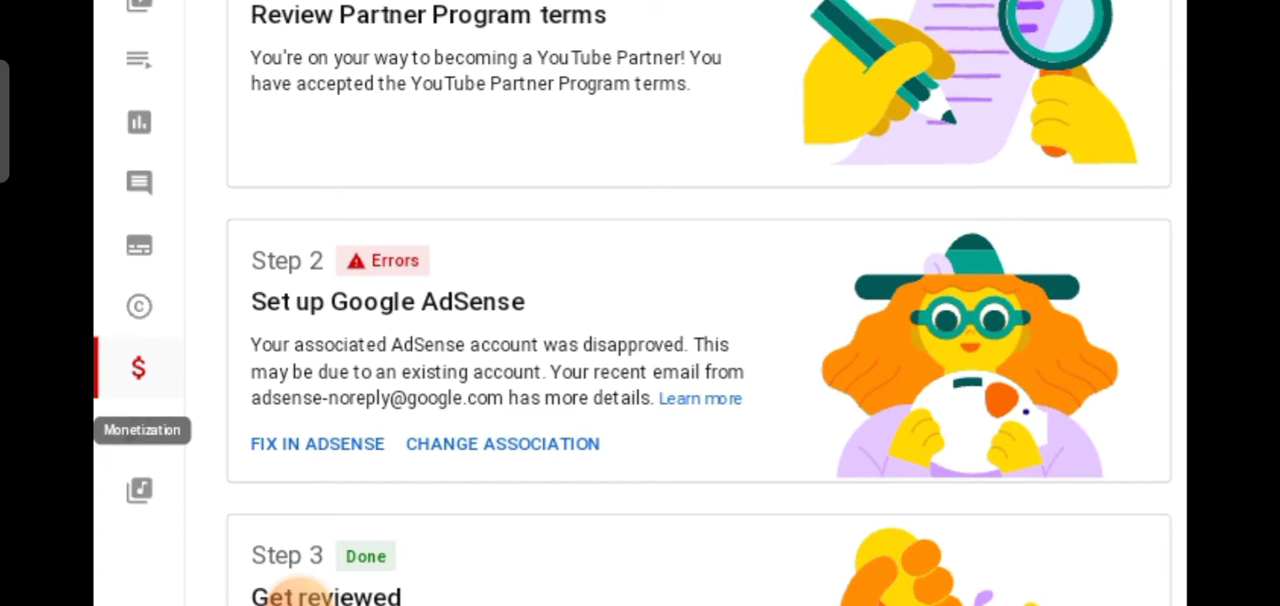 Review Partner Program terms
You're on your way to becoming a YouTube Partner! You
have accepted the YouTube Partner Program terms.
Step 2 Errors
Set up Google AdSense
Your associated AdSense account was disapproved. This
may be due to an existing account. Your recent email from
adsense-noreply@google.com has more details. Learn more
FIX IN ADSENSE CHANGE ASSOCIATION
Monetization
Step 3 Done
Get reviewed